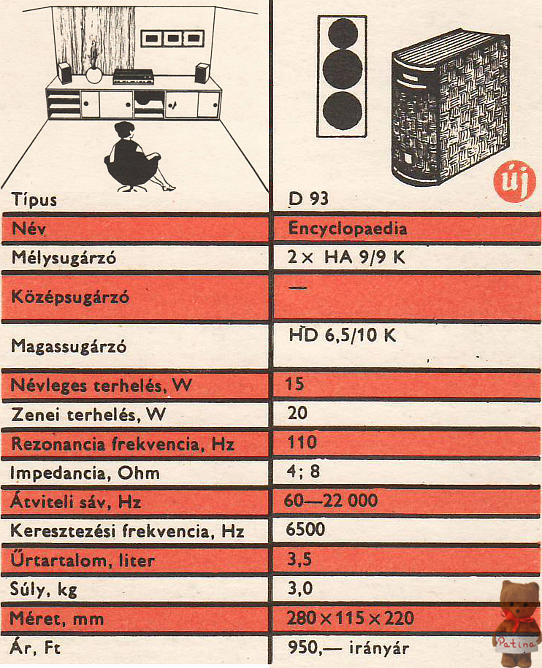 új
Típus D 93
Név Encyclopaedia
Mélysugárzó 2× HA 9/9 K
Középsugárzó —
Magassugárzó HD 6,5/10 K
Névleges terhelés, W 15
Zenei terhelés, W 20
Rezonancia frekvencia, Hz 110
Impedancia, Ohm 4; 8
Átviteli sáv, Hz 60—22 000
Keresztezési frekvencia, Hz 6500
Űrtartalom, liter 3,5
Súly, kg 3,0
Méret, mm 280×115×220
Ár, Ft 950,— irányár
Patina